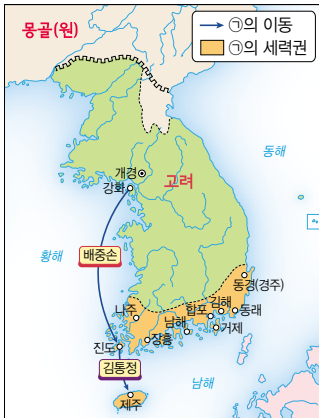 몽골(원)
㉠의 이동
㉠의 세력권
동해
개경
고려
강화
황해
배중손
동경(경주)
김해
나주
합포
동래
남해
거제
장흥
진도
김통정
남해
제주